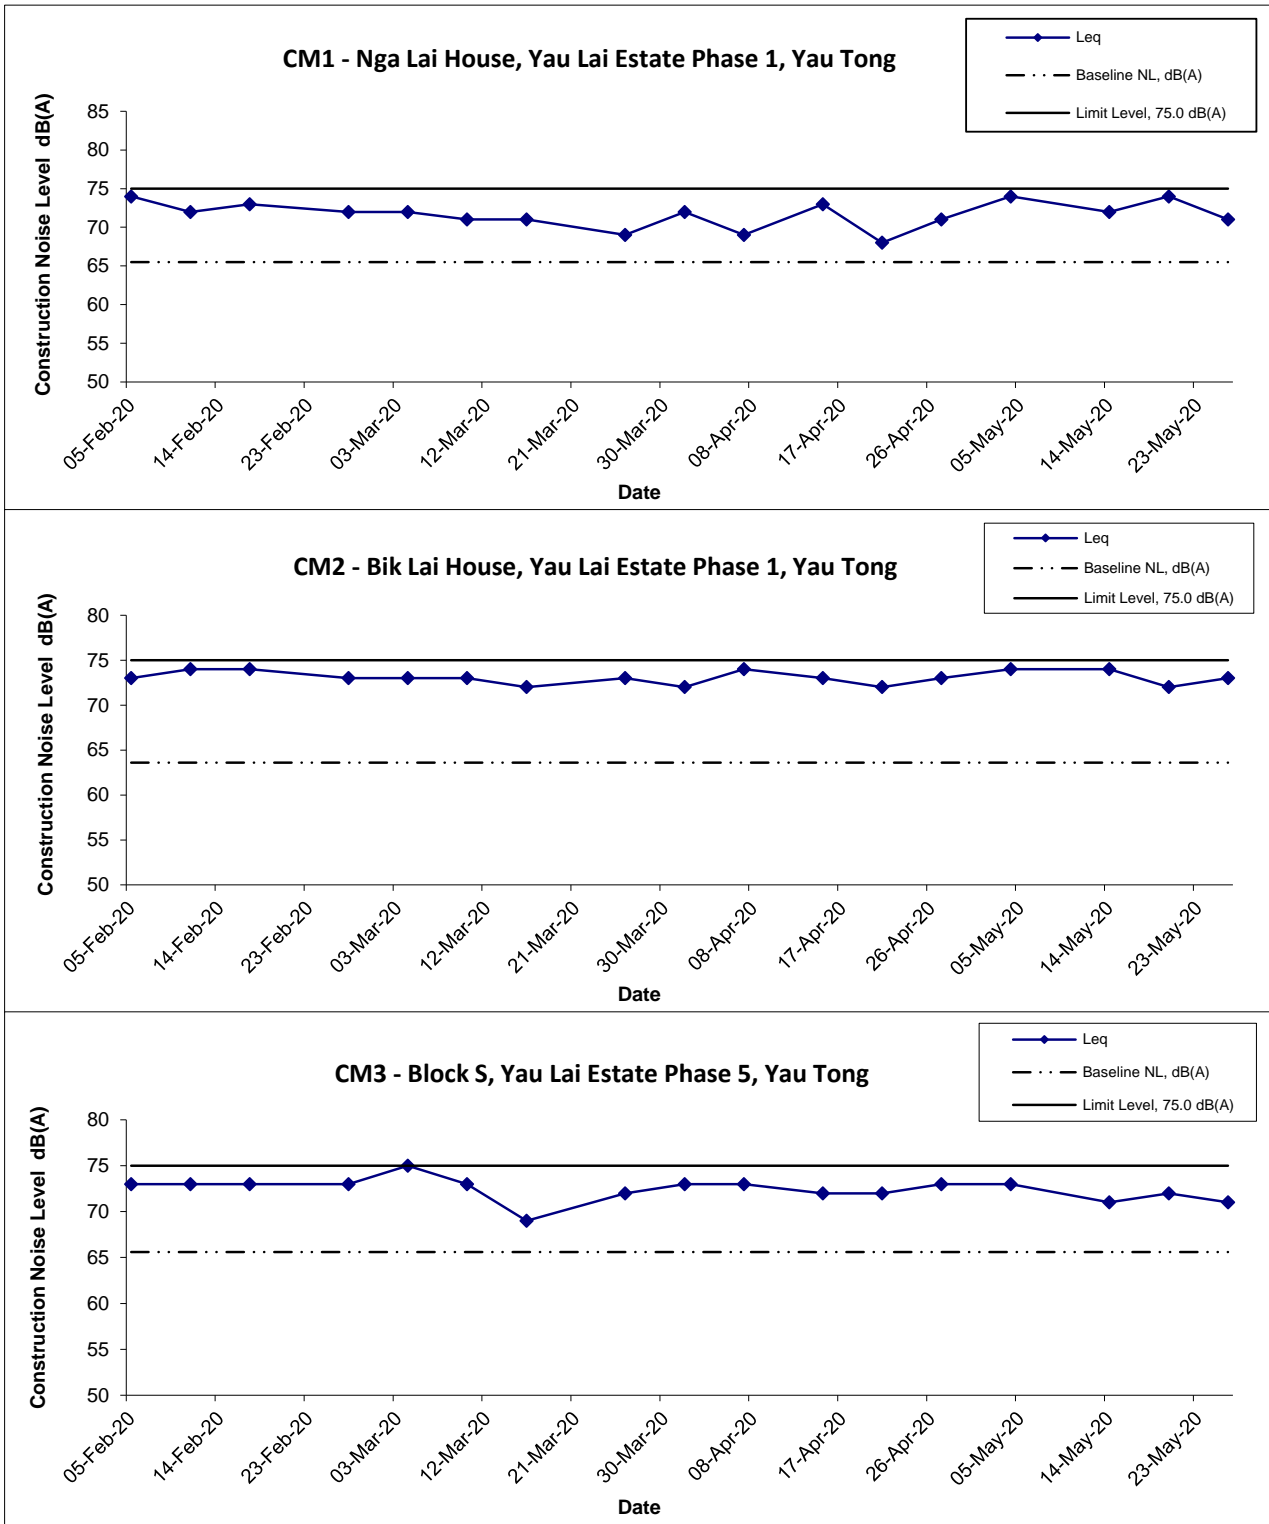 CM1 - Nga Lai House, Yau Lai Estate Phase 1, Yau Tong
Leq
Baseline NL, dB(A)
Limit Level, 75.0 dB(A)
Construction Noise Level dB(A)
85
80
75
70
65
60
55
50
05-Feb-20
14-Feb-20
23-Feb-20
03-Mar-20
12-Mar-20
21-Mar-20
30-Mar-20
08-Apr-20
17-Apr-20
26-Apr-20
05-May-20
14-May-20
23-May-20
Date
CM2 - Bik Lai House, Yau Lai Estate Phase 1, Yau Tong
Leq
Baseline NL, dB(A)
Limit Level, 75.0 dB(A)
Construction Noise Level dB(A)
80
75
70
65
60
55
50
05-Feb-20
14-Feb-20
23-Feb-20
03-Mar-20
12-Mar-20
21-Mar-20
30-Mar-20
08-Apr-20
17-Apr-20
26-Apr-20
05-May-20
14-May-20
23-May-20
Date
CM3 - Block S, Yau Lai Estate Phase 5, Yau Tong
Leq
Baseline NL, dB(A)
Limit Level, 75.0 dB(A)
Construction Noise Level dB(A)
80
75
70
65
60
55
50
05-Feb-20
14-Feb-20
23-Feb-20
03-Mar-20
12-Mar-20
21-Mar-20
30-Mar-20
08-Apr-20
17-Apr-20
26-Apr-20
05-May-20
14-May-20
23-May-20
Date